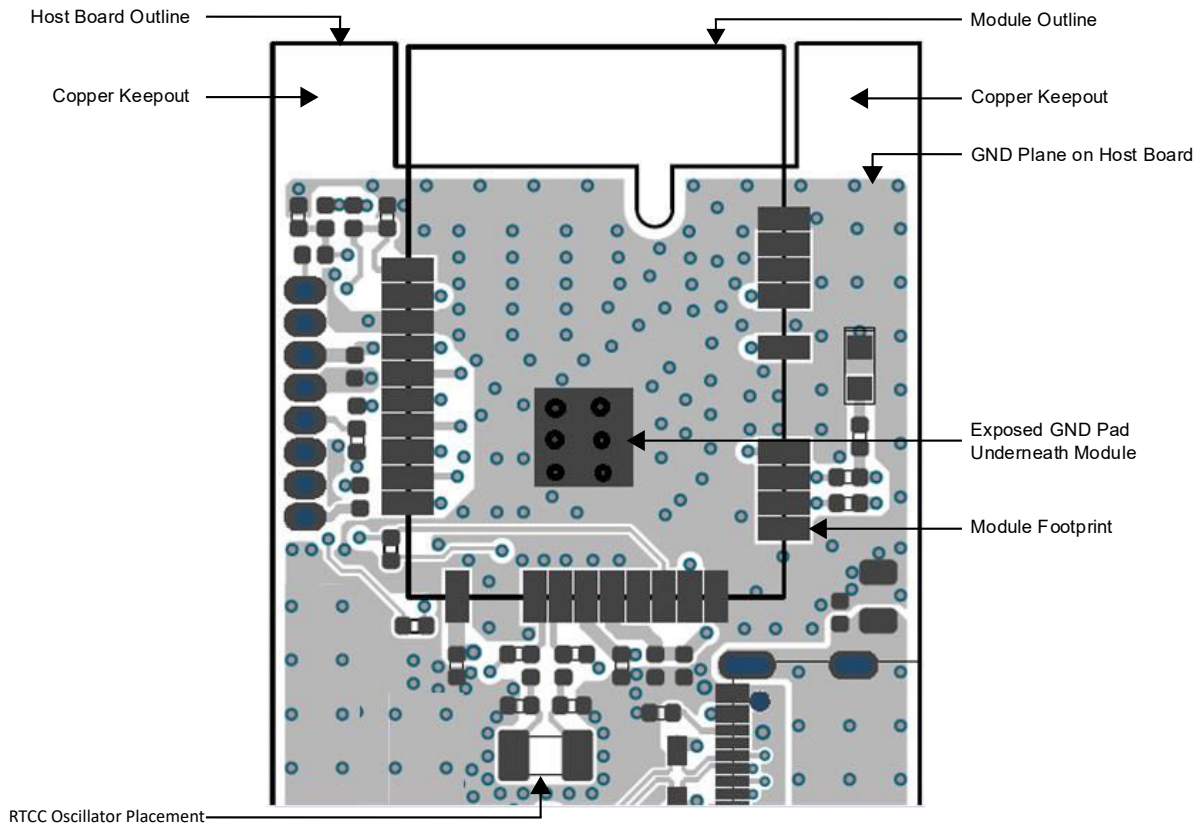 Host Board Outline
Module Outline
Copper Keepout
Copper Keepout
GND Plane on Host Board
Exposed GND Pad
Underneath Module
Module Footprint
RTCC Oscillator Placement